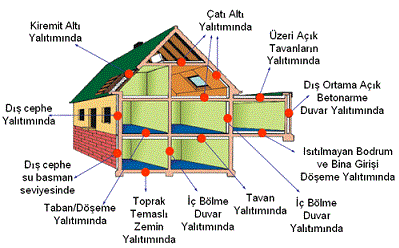 Kiremit Altı
Yalıtımında
Çatı Altı
Yalıtımında
Üzeri Açık
Tavanların
Yalıtımında
Dış Ortama Açık
Betonarme
Duvar Yalıtımında
Dış cephe
Yalıtımında
Isıtılmayan Bodrum
ve Bina Girişi
Döşeme Yalıtımında
Dış cephe
su basman
seviyesinde
Taban/Döşeme
Yalıtımında
Toprak
Temaslı
Zemin
Yalıtımında
İç Bölme
Duvar
Yalıtımında
Tavan
Yalıtımında
İç Bölme
Duvar
Yalıtımında